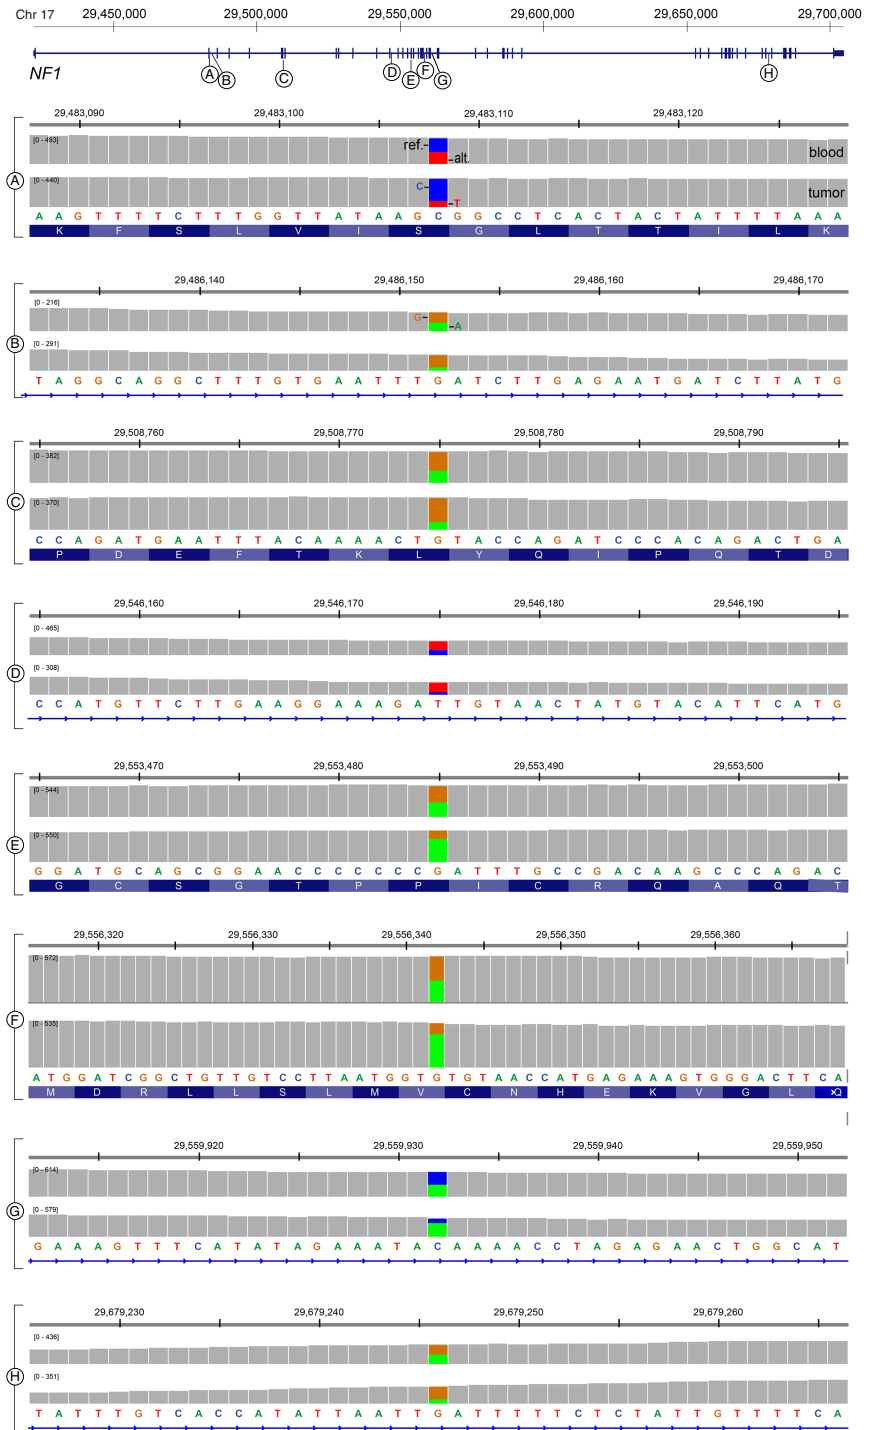 Chr 17 29,450,000 29,500,000 29,550,000 29,600,000 29,650,000 29,700,000
NF1 A B C D E F G H
29,483,090 29,483,100 29,483,110 29,483,120
[0 - 483] ref. alt. blood
A
[0 - 440] C T tumor
A A G T T T T C T T T G G T T A T A A G C G G C C T C A C T A C T A T T T T A A A
K F S L V I S G L T T I L K
29,486,140 29,486,150 29,486,160 29,486,170
[0 - 216] G A
B
[0 - 291]
T A G G C A G G C T T T G T G A A T T T G A T C T T G A G A A T G A T C T T A T G
29,508,760 29,508,770 29,508,780 29,508,790
[0 - 382]
C
[0 - 370]
C C A G A T G A A T T T A C A A A A C T G T A C C A G A T C C C A C A G A C T G A
P D E F T K L Y Q I P Q T D
29,546,160 29,546,170 29,546,180 29,546,190
[0 - 465]
D
[0 - 308]
C C A T G T T C T T G A A G G A A A G A T T G T A A C T A T G T A C A T T C A T G
29,553,470 29,553,480 29,553,490 29,553,500
[0 - 544]
[0 - 550]
E
G G A T G C A G C G G A A C C C C C C C G A T T T G C C G A C A A G C C C A G A C
G C S G T P P I C R Q A Q T
29,556,320 29,556,330 29,556,340 29,556,350 29,556,360
[0 - 572]
F
[0 - 535]
A T G G A T C G G C T G T T G T C C T T A A T G G T G T G T A A C C A T G A G A A A G T G G G A C T T C A
M D R L L S L M V C N H E K V G L Q
29,559,920 29,559,930 29,559,940 29,559,950
[0 - 614]
G
[0 - 579]
G A A A G T T T C A T A T A G A A A T A C A A A A C C T A G A G A A C T G G C A T
29,679,230 29,679,240 29,679,250 29,679,260
[0 - 436]
H
[0 - 351]
T A T T T G T C A C C A T A T T A A T T G A T T T T T C T C T A T T G T T T T C A